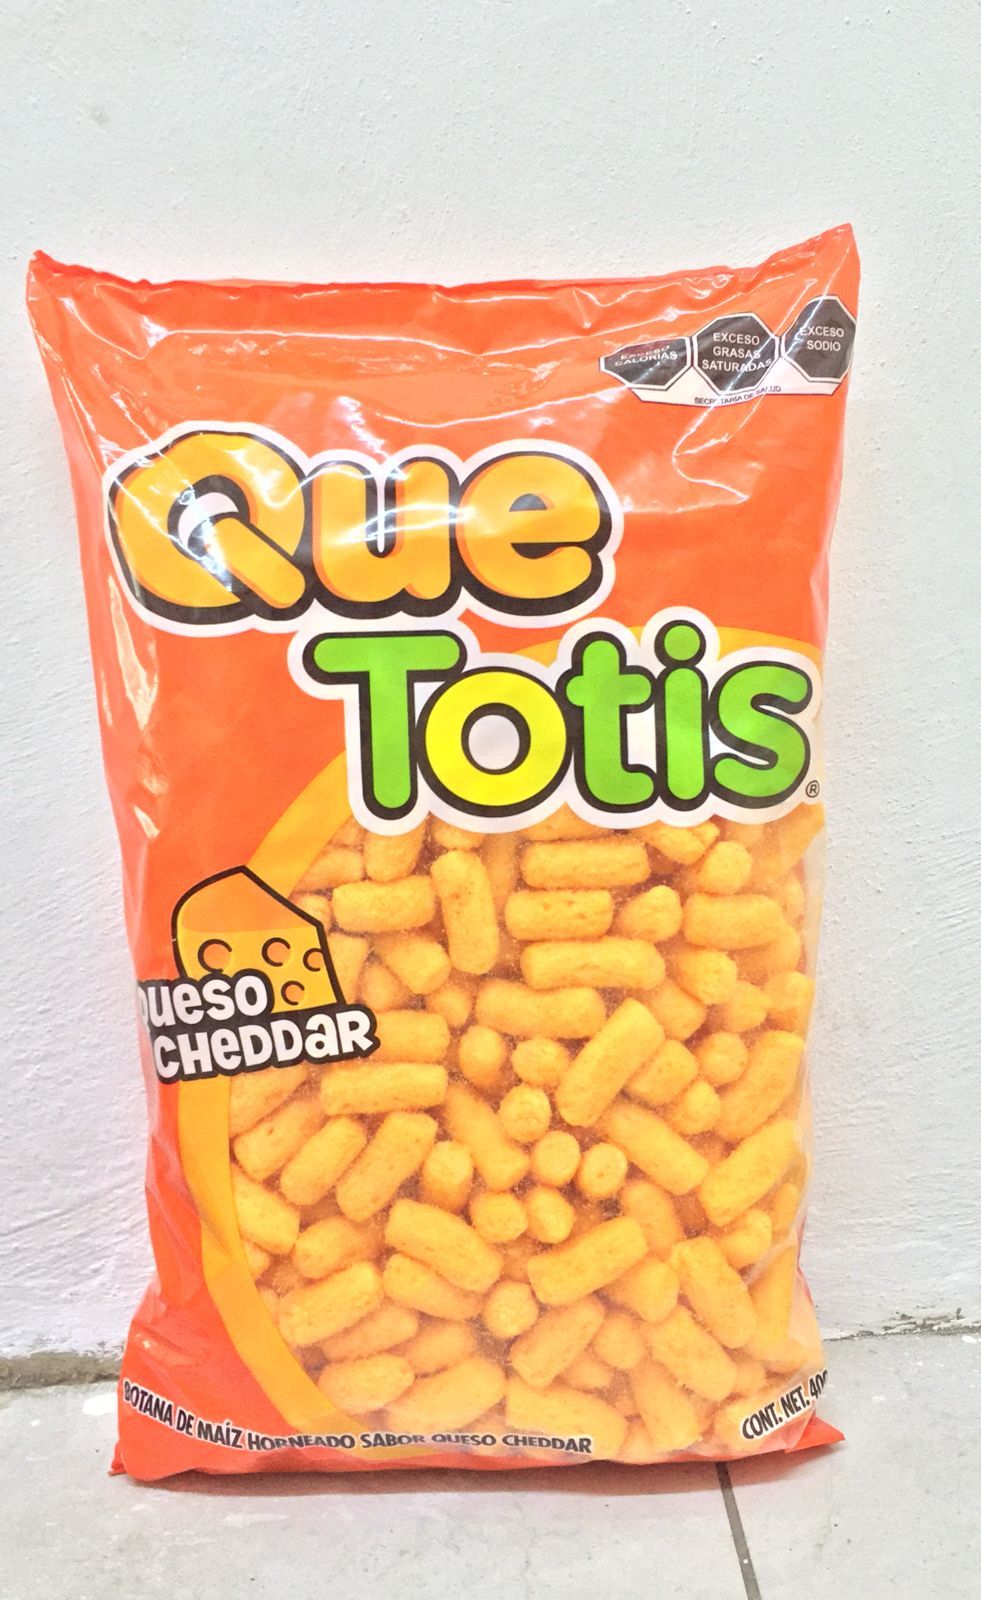 EXCESO
CALORIAS
EXCESO
GRASAS
SATURADAS
EXCESO
SODIO
SECRETARÍA DE SALUD
Que
Totis®
QUESO
CHEDDAR
BOTANA DE MAÍZ HORNEADO SABOR QUESO CHEDDAR
CONT. NET.